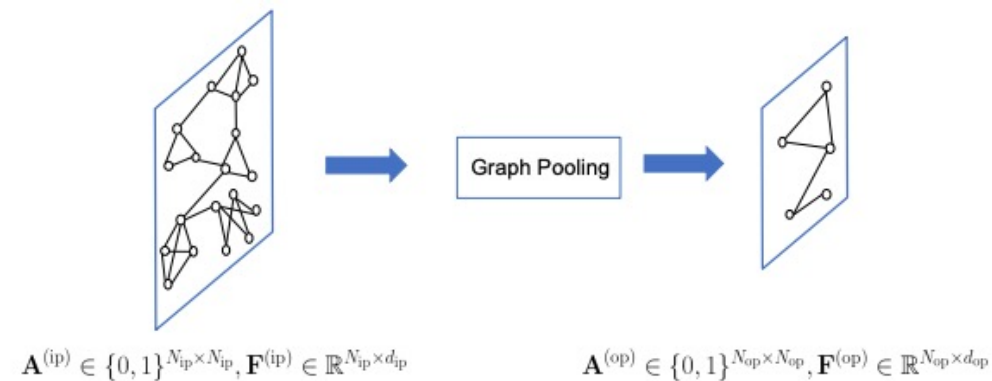 Graph Pooling
𝐀^(ip) ∈ {0, 1}^{N_ip×N_ip}, 𝐅^(ip) ∈ ℝ^{N_ip×d_ip}
𝐀^(op) ∈ {0, 1}^{N_op×N_op}, 𝐅^(op) ∈ ℝ^{N_op×d_op}